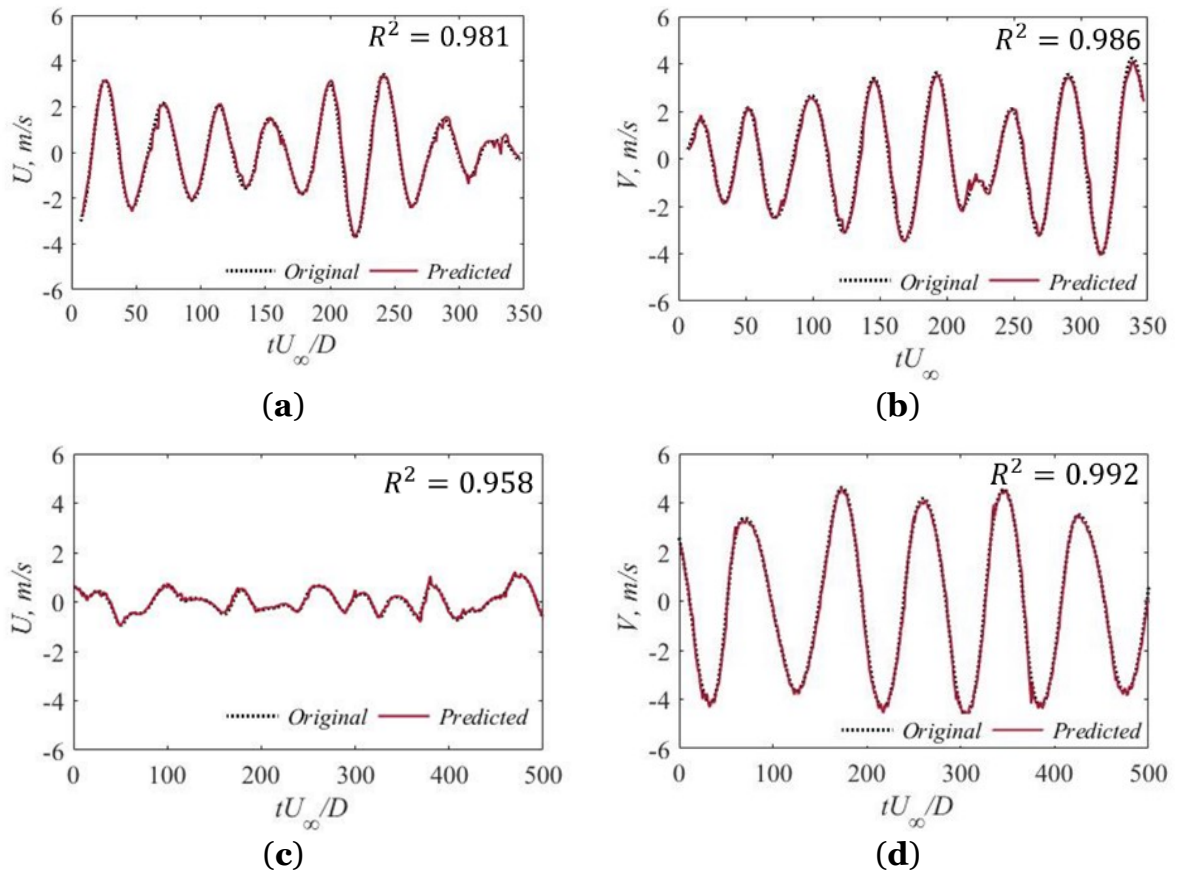 6
4
2
0
-2
-4
-6
U, m/s
R² = 0.981
Original
Predicted
0 50 100 150 200 250 300 350
tU∞/D
(a)
6
4
2
0
-2
-4
-6
V, m/s
R² = 0.986
Original
Predicted
0 50 100 150 200 250 300 350
tU∞
(b)
6
4
2
0
-2
-4
-6
U, m/s
R² = 0.958
Original
Predicted
0 100 200 300 400 500
tU∞/D
(c)
6
4
2
0
-2
-4
-6
V, m/s
R² = 0.992
Original
Predicted
0 100 200 300 400 500
tU∞/D
(d)